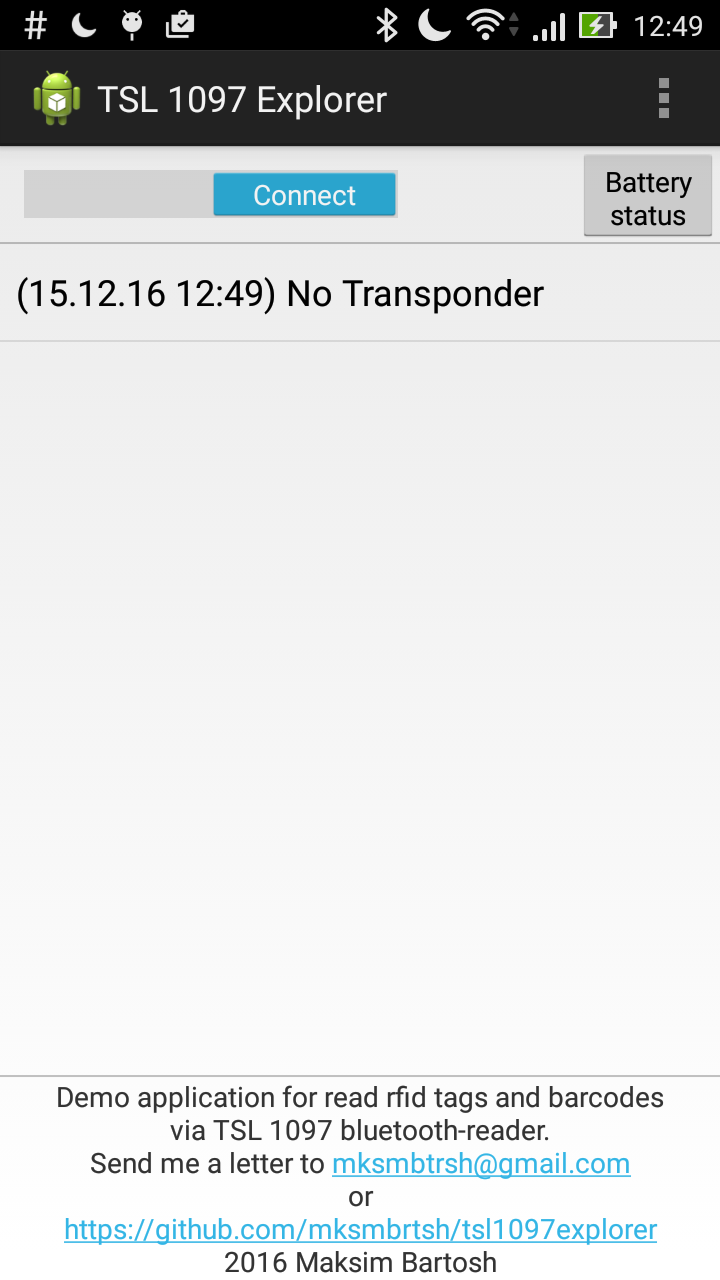 12:49
TSL 1097 Explorer
Connect
Battery
status
(15.12.16 12:49) No Transponder
Demo application for read rfid tags and barcodes
via TSL 1097 bluetooth-reader.
Send me a letter to mksmbtrsh@gmail.com
or
https://github.com/mksmbrtsh/tsl1097explorer
2016 Maksim Bartosh